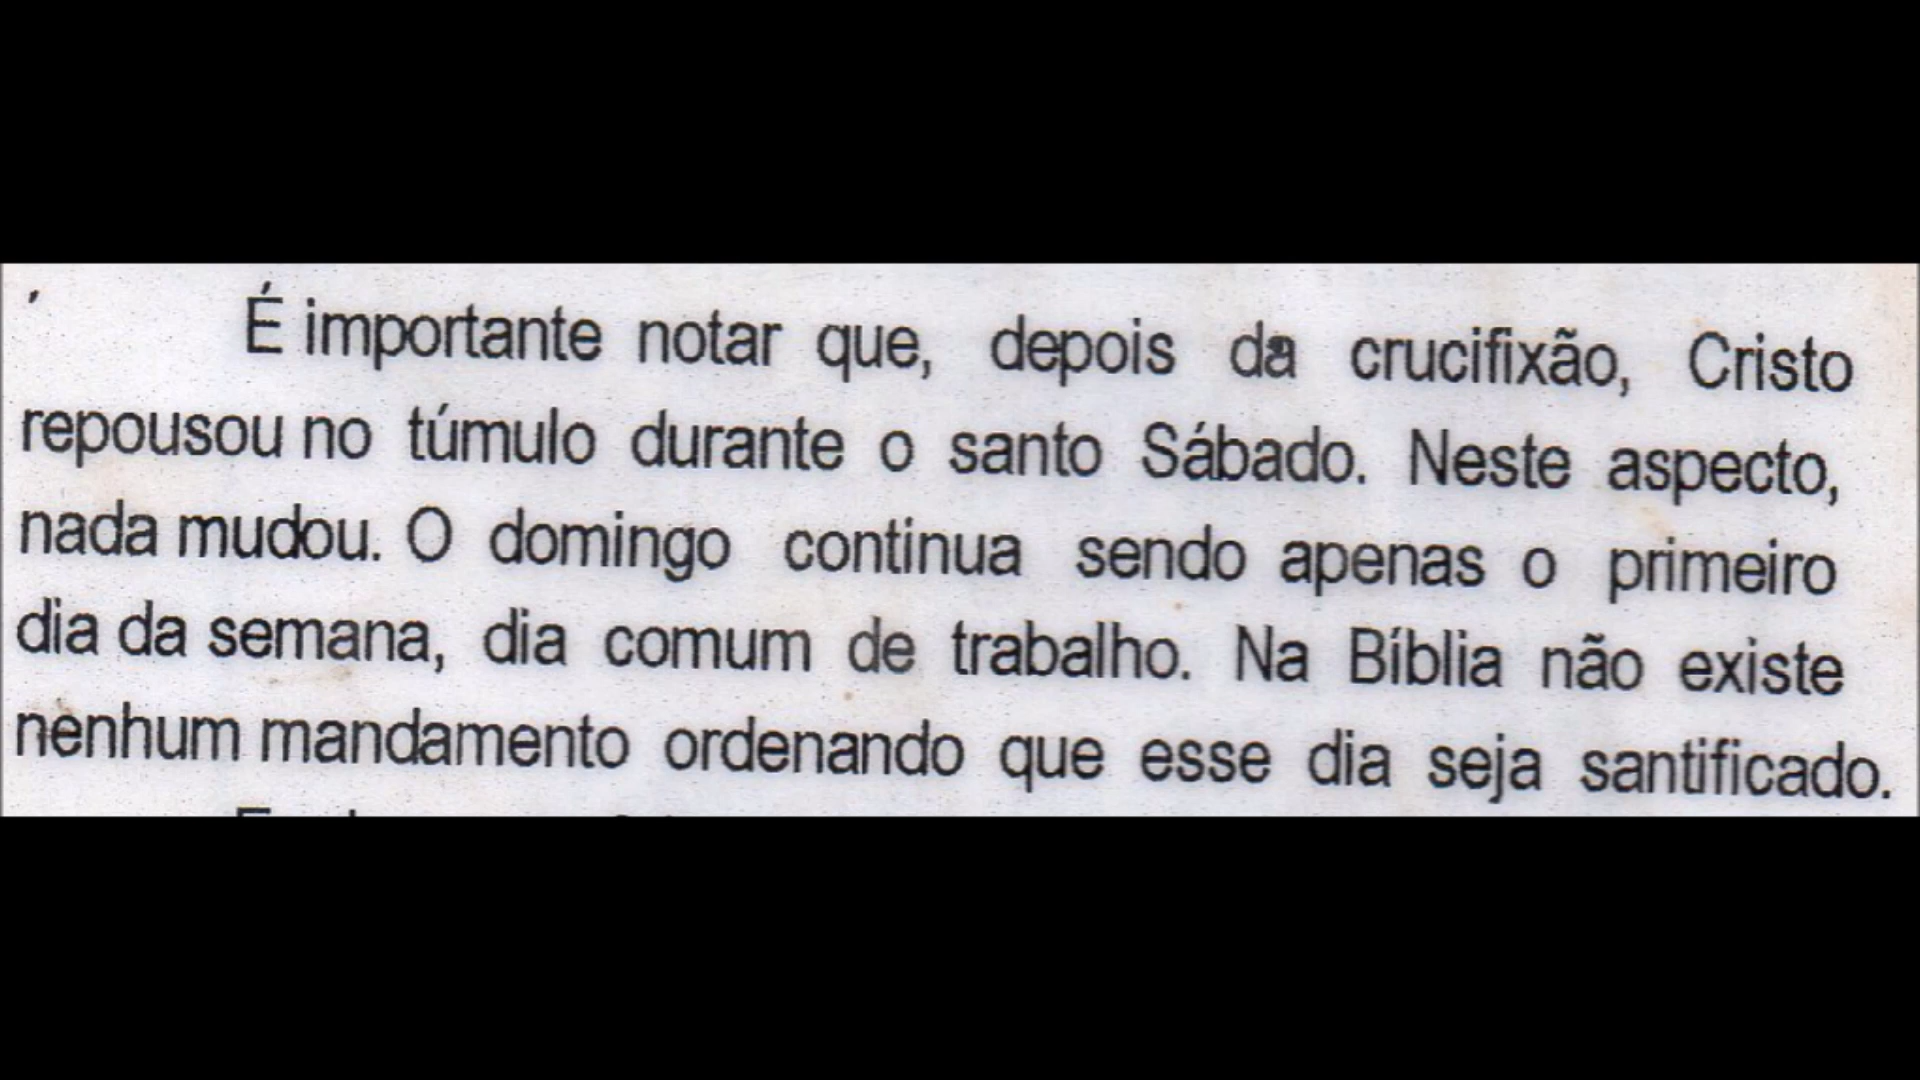 É importante notar que, depois da crucifixão, Cristo
repousou no túmulo durante o santo Sábado. Neste aspecto,
nada mudou. O domingo continua sendo apenas o primeiro
dia da semana, dia comum de trabalho. Na Bíblia não existe
nenhum mandamento ordenando que esse dia seja santificado.